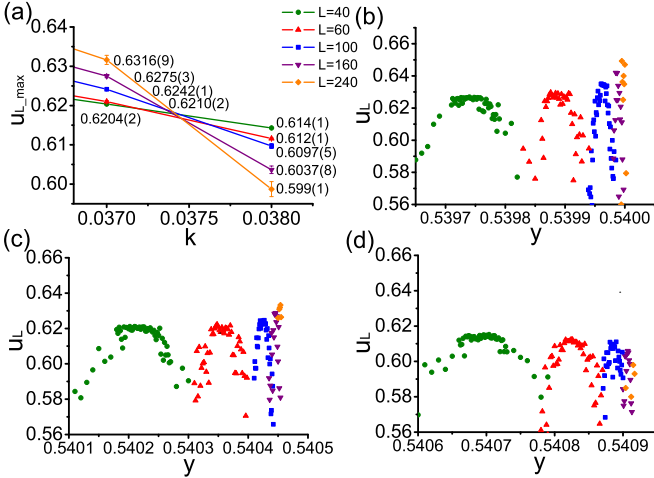 (a)
u_L_max
0.64
0.63
0.62
0.61
0.60
0.6316(9)
0.6275(3)
0.6242(1)
0.6210(2)
0.6204(2)
0.614(1)
0.612(1)
0.6097(5)
0.6037(8)
0.599(1)
0.0370 0.0375 0.0380
k
L=40
L=60
L=100
L=160
L=240
(b)
u_L
0.68
0.66
0.64
0.62
0.60
0.58
0.56
0.5397 0.5398 0.5399 0.5400
y
(c)
u_L
0.66
0.64
0.62
0.60
0.58
0.56
0.5401 0.5402 0.5403 0.5404 0.5405
y
(d)
u_L
0.66
0.64
0.62
0.60
0.58
0.56
0.5406 0.5407 0.5408 0.5409
y